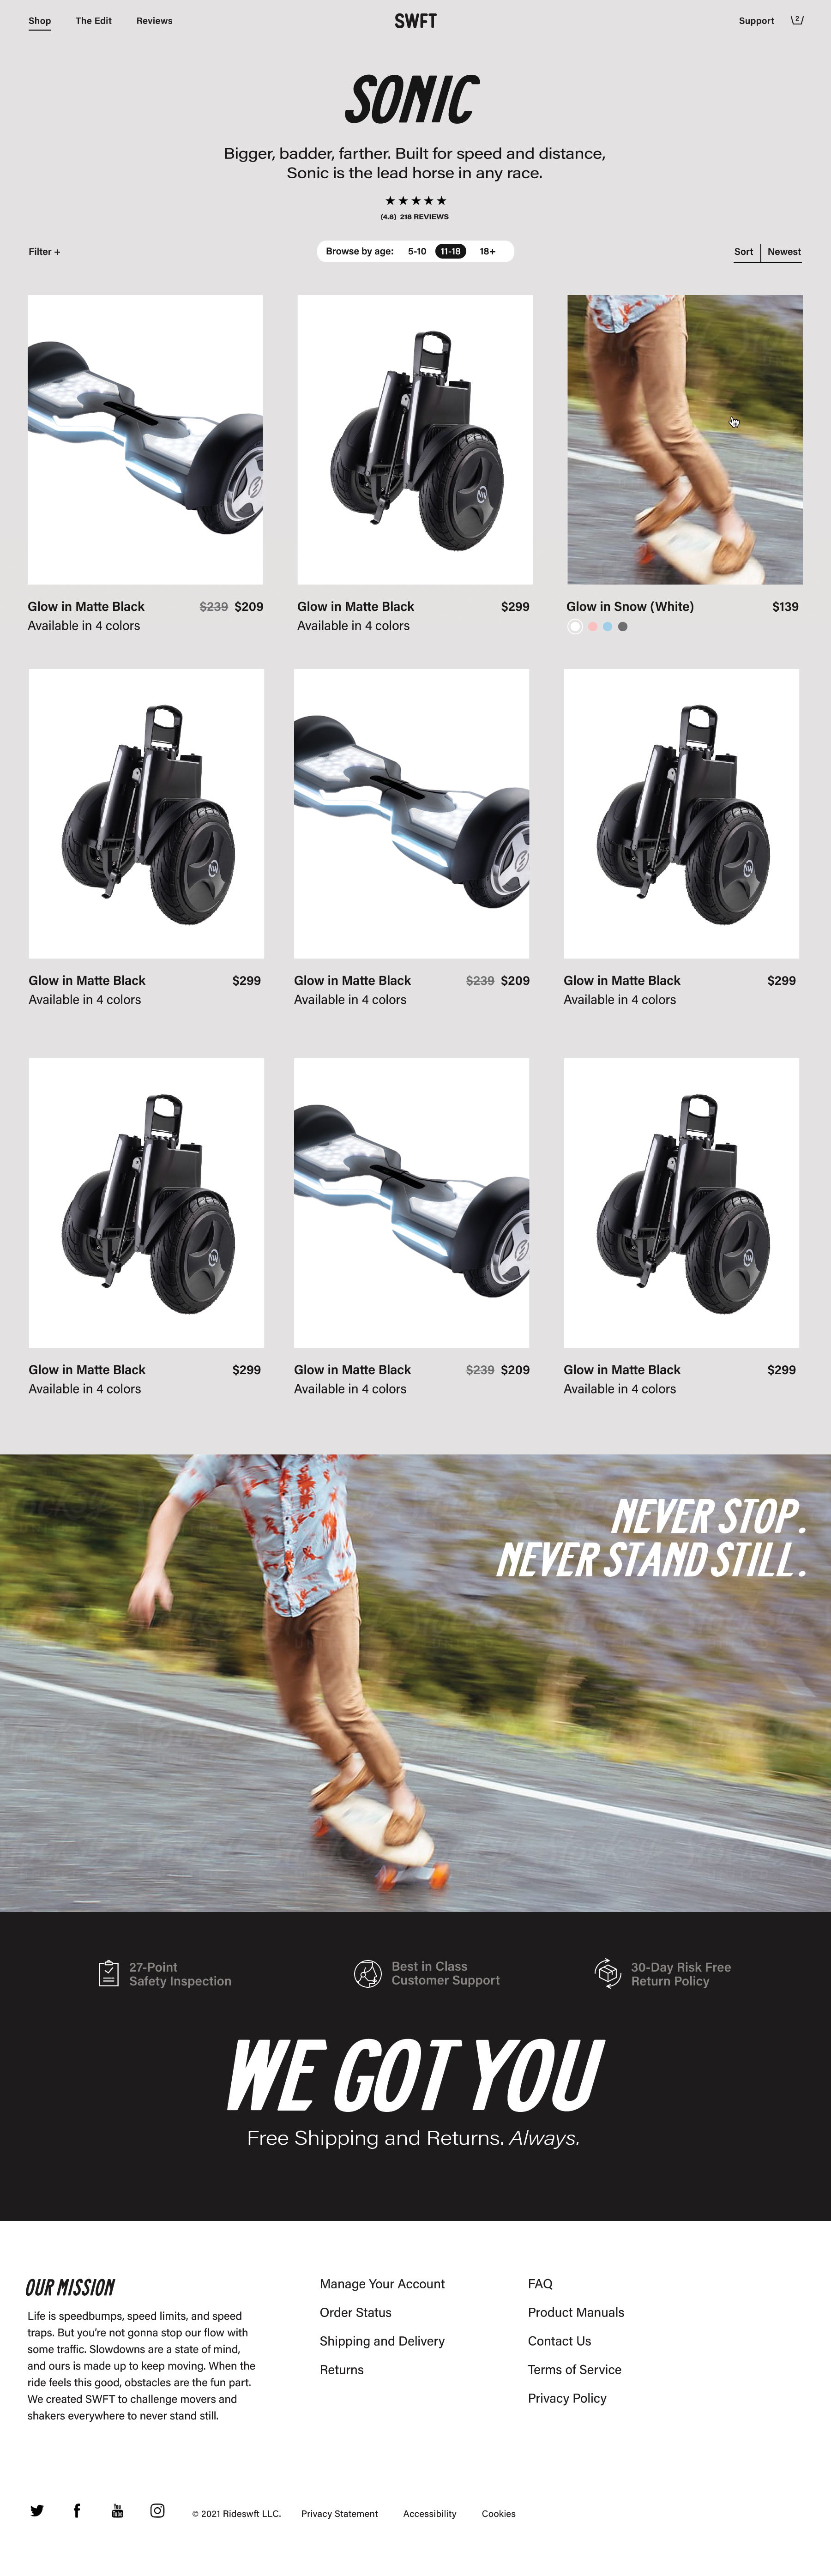 Shop The Edit Reviews SWFT Support 2
SONIC
Bigger, badder, farther. Built for speed and distance,
Sonic is the lead horse in any race.
★★★★★
(4.8) 218 REVIEWS
Filter + Browse by age: 5-10 11-18 18+ Sort Newest
Glow in Matte Black $239 $209
Available in 4 colors
Glow in Matte Black $299
Available in 4 colors
Glow in Snow (White) $139
Glow in Matte Black $299
Available in 4 colors
Glow in Matte Black $239 $209
Available in 4 colors
Glow in Matte Black $299
Available in 4 colors
Glow in Matte Black $299
Available in 4 colors
Glow in Matte Black $239 $209
Available in 4 colors
Glow in Matte Black $299
Available in 4 colors
NEVER STOP.
NEVER STAND STILL.
27-Point
Safety Inspection
Best in Class
Customer Support
30-Day Risk Free
Return Policy
WE GOT YOU
Free Shipping and Returns. Always.
OUR MISSION
Life is speedbumps, speed limits, and speed
traps. But you’re not gonna stop our flow with
some traffic. Slowdowns are a state of mind,
and ours is made up to keep moving. When the
ride feels this good, obstacles are the fun part.
We created SWFT to challenge movers and
shakers everywhere to never stand still.
Manage Your Account
Order Status
Shipping and Delivery
Returns
FAQ
Product Manuals
Contact Us
Terms of Service
Privacy Policy
You
Tube
© 2021 Rideswft LLC. Privacy Statement Accessibility Cookies